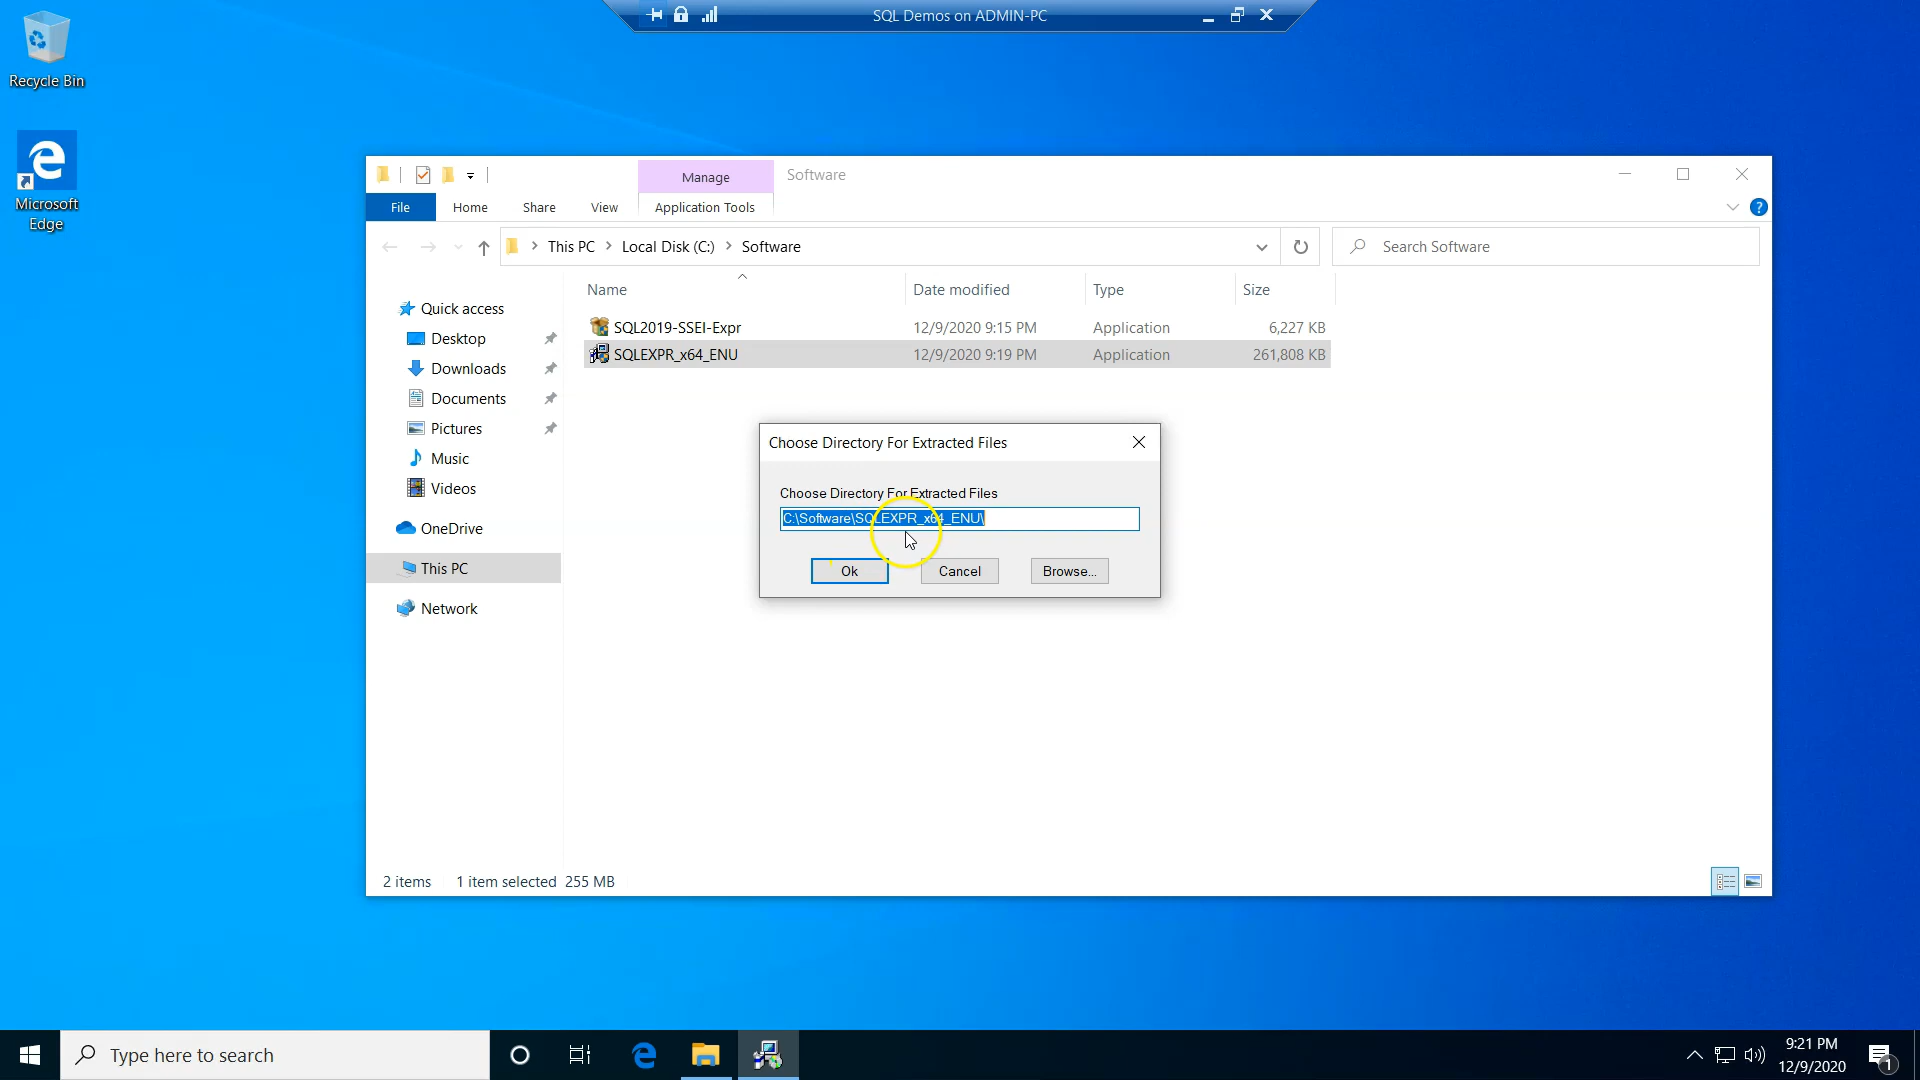 SQL Demos on ADMIN-PC
Recycle Bin
Microsoft
Edge
Manage
Software
File
Home
Share
View
Application Tools
This PC
Local Disk (C:)
Software
Search Software
Name
Date modified
Type
Size
SQL2019-SSEI-Expr
12/9/2020 9:15 PM
Application
6,227 KB
SQLEXPR_x64_ENU
12/9/2020 9:19 PM
Application
261,808 KB
Quick access
Desktop
Downloads
Documents
Pictures
Music
Videos
OneDrive
This PC
Network
Choose Directory For Extracted Files
Choose Directory For Extracted Files
C:\Software\SQLEXPR_x64_ENU\
Ok
Cancel
Browse...
2 items
1 item selected 255 MB
Type here to search
9:21 PM
12/9/2020
1